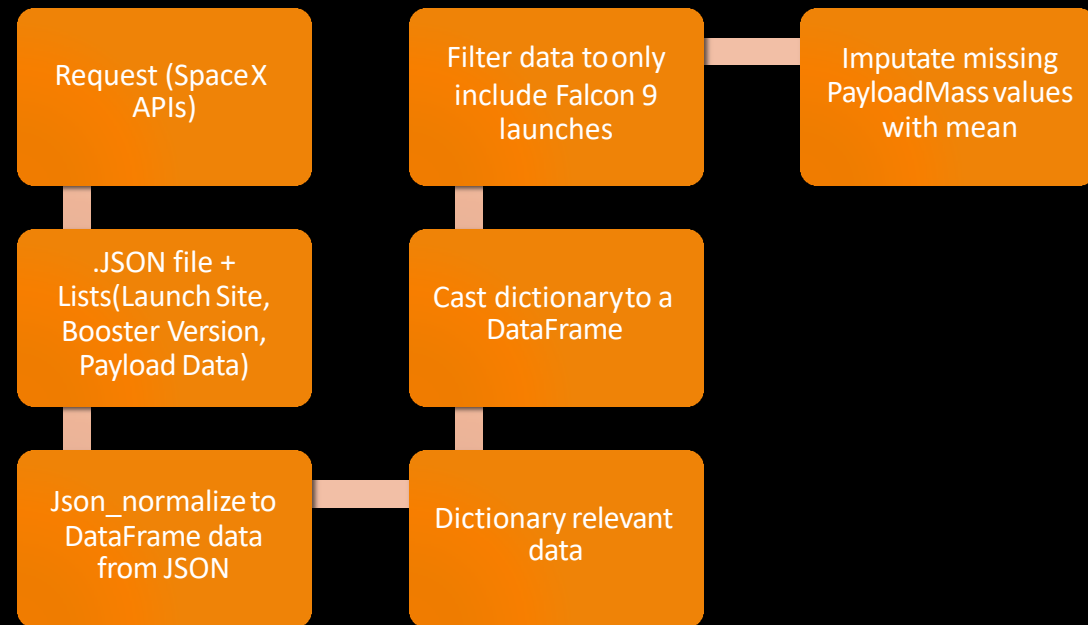 Request (SpaceX
APIs)
.JSON file +
Lists(Launch Site,
Booster Version,
Payload Data)
Json_normalize to
DataFrame data
from JSON
Dictionary relevant
data
Cast dictionary to a
DataFrame
Filter data to only
include Falcon 9
launches
Imputate missing
PayloadMass values
with mean